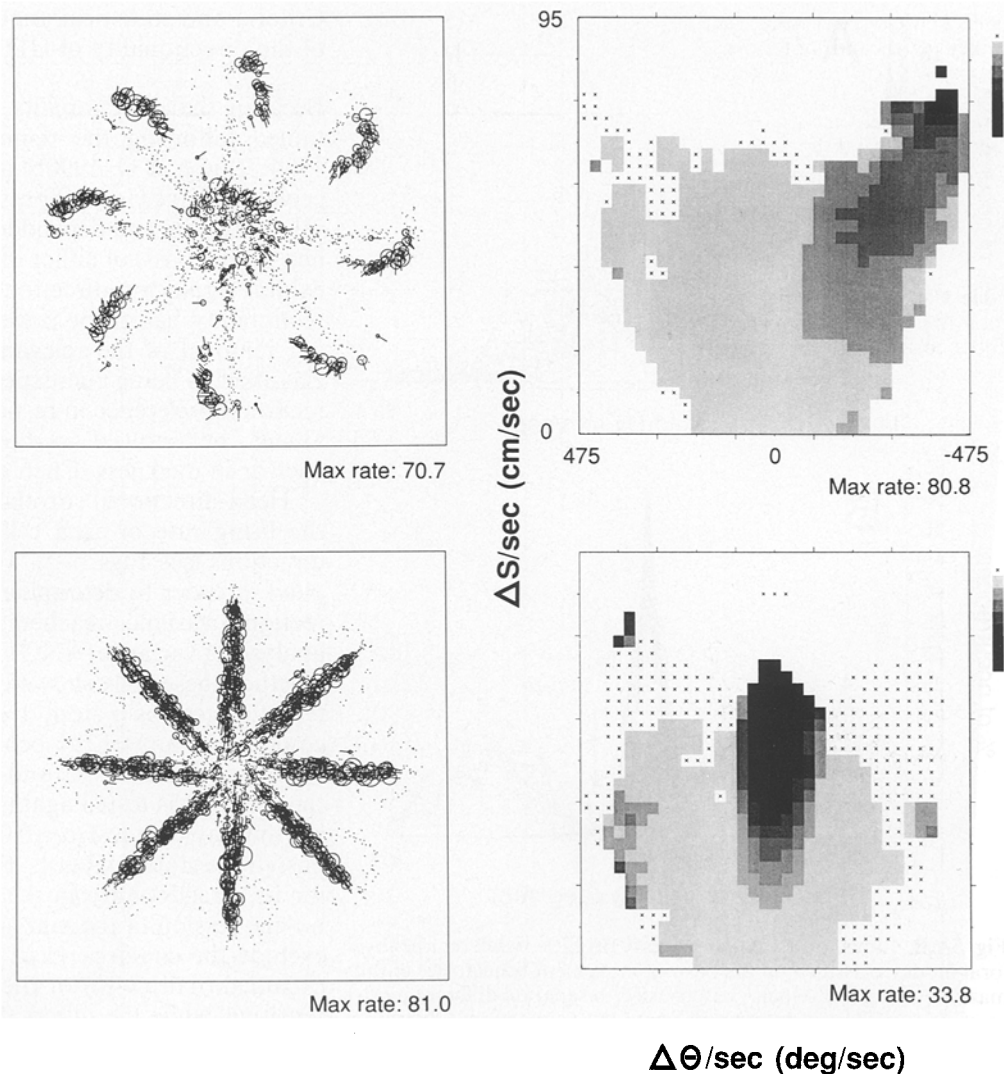 95
0
475 0 -475
ΔS/sec (cm/sec)
Max rate: 70.7
Max rate: 80.8
Max rate: 81.0
Max rate: 33.8
ΔΘ/sec (deg/sec)